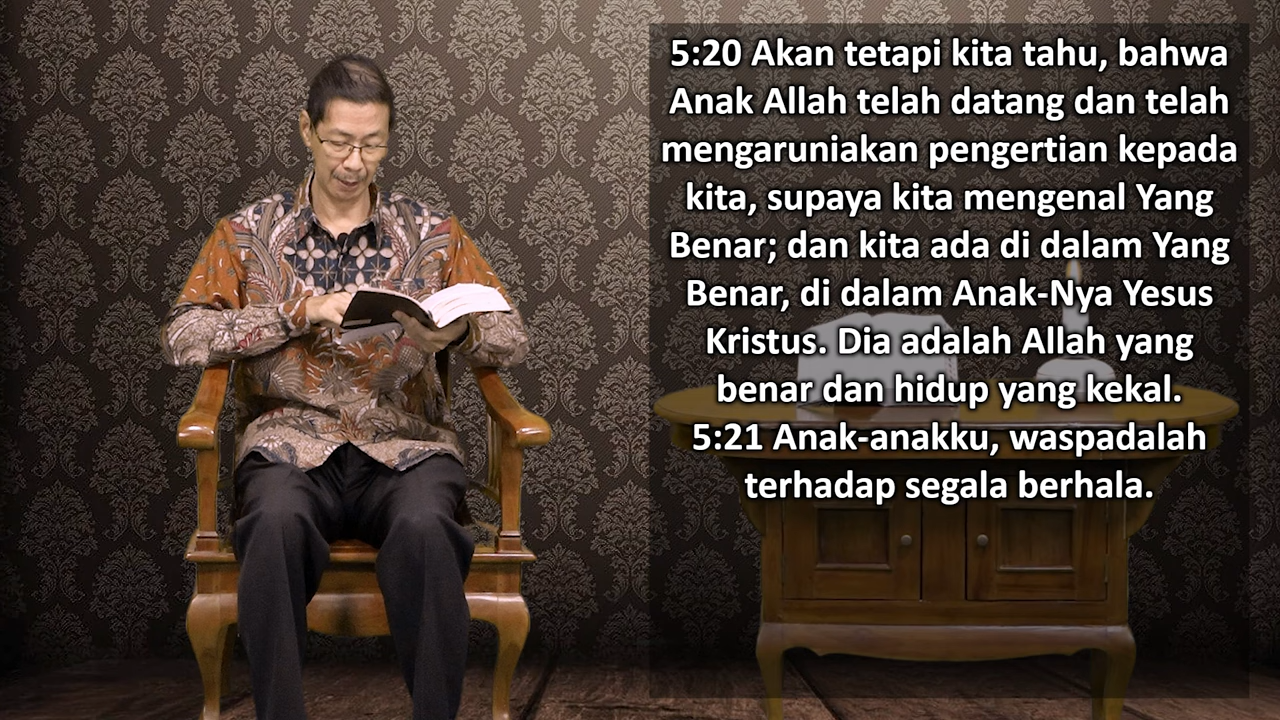 5:20 Akan tetapi kita tahu, bahwa
Anak Allah telah datang dan telah
mengaruniakan pengertian kepada
kita, supaya kita mengenal Yang
Benar; dan kita ada di dalam Yang
Benar, di dalam Anak-Nya Yesus
Kristus. Dia adalah Allah yang
benar dan hidup yang kekal.
5:21 Anak-anakku, waspadalah
terhadap segala berhala.